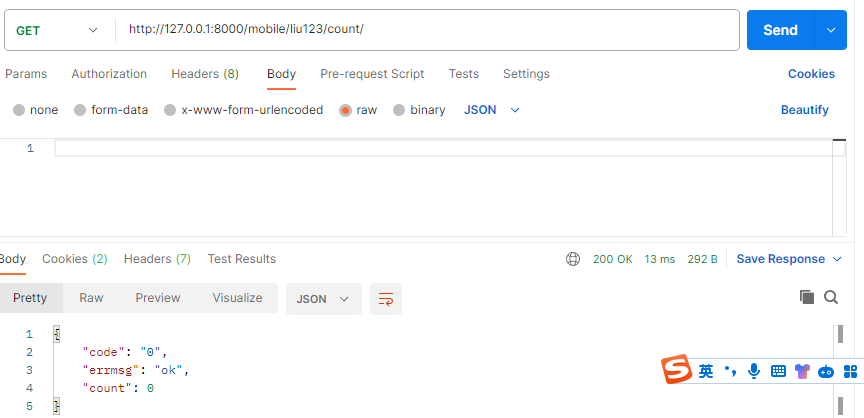 GET http://127.0.0.1:8000/mobile/liu123/count/ Send
Params Authorization Headers (8) Body Pre-request Script Tests Settings Cookies
none form-data x-www-form-urlencoded raw binary JSON Beautify
1
Body Cookies (2) Headers (7) Test Results 200 OK 13 ms 292 B Save Response
Pretty Raw Preview Visualize JSON
1 {
2 "code": "0",
3 "errmsg": "ok",
4 "count": 0
5 }
S 英